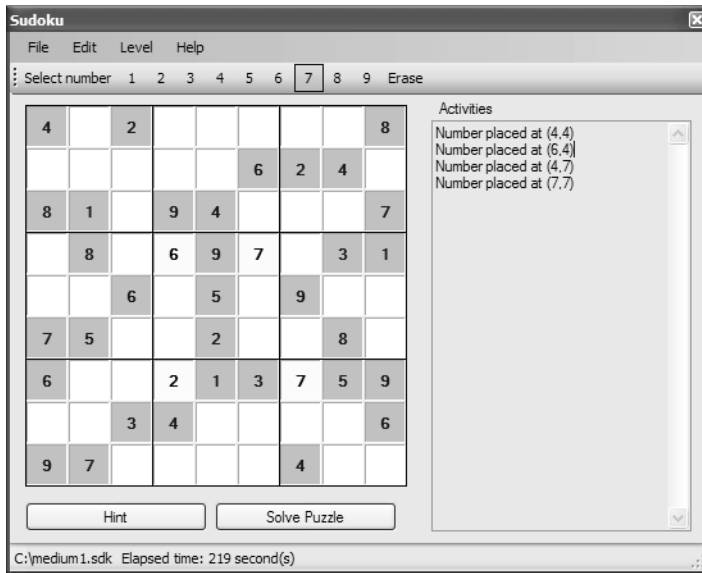 Sudoku
File Edit Level Help
Select number 1 2 3 4 5 6 7 8 9 Erase
Activities
4 2 8
Number placed at (4,4)
Number placed at (6,4)
Number placed at (4,7)
Number placed at (7,7)
6 2 4
8 1 9 4 7
8 6 9 7 3 1
6 5 9
7 5 2 8
6 2 1 3 7 5 9
3 4 6
9 7 4
Hint Solve Puzzle
C:\medium1.sdk Elapsed time: 219 second(s)